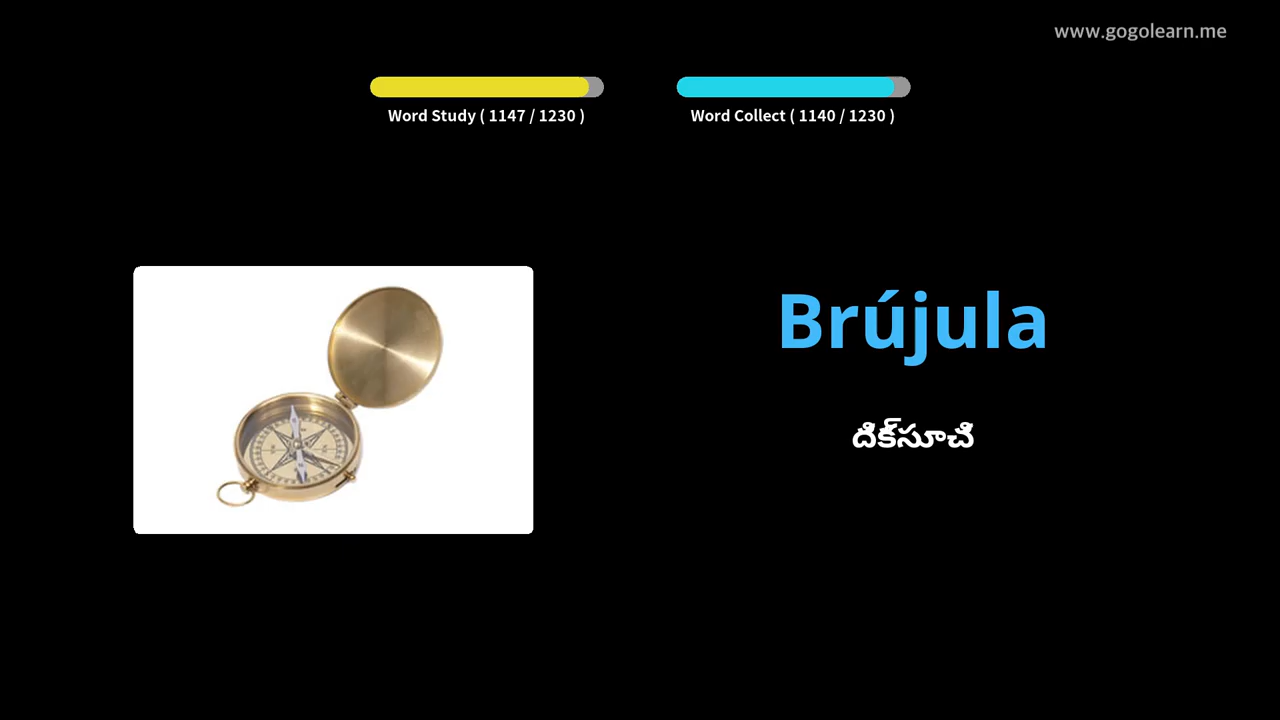 www.gogolearn.me
Word Study ( 1147 / 1230 )
Word Collect ( 1140 / 1230 )
Brújula
దిక్‌సూచి